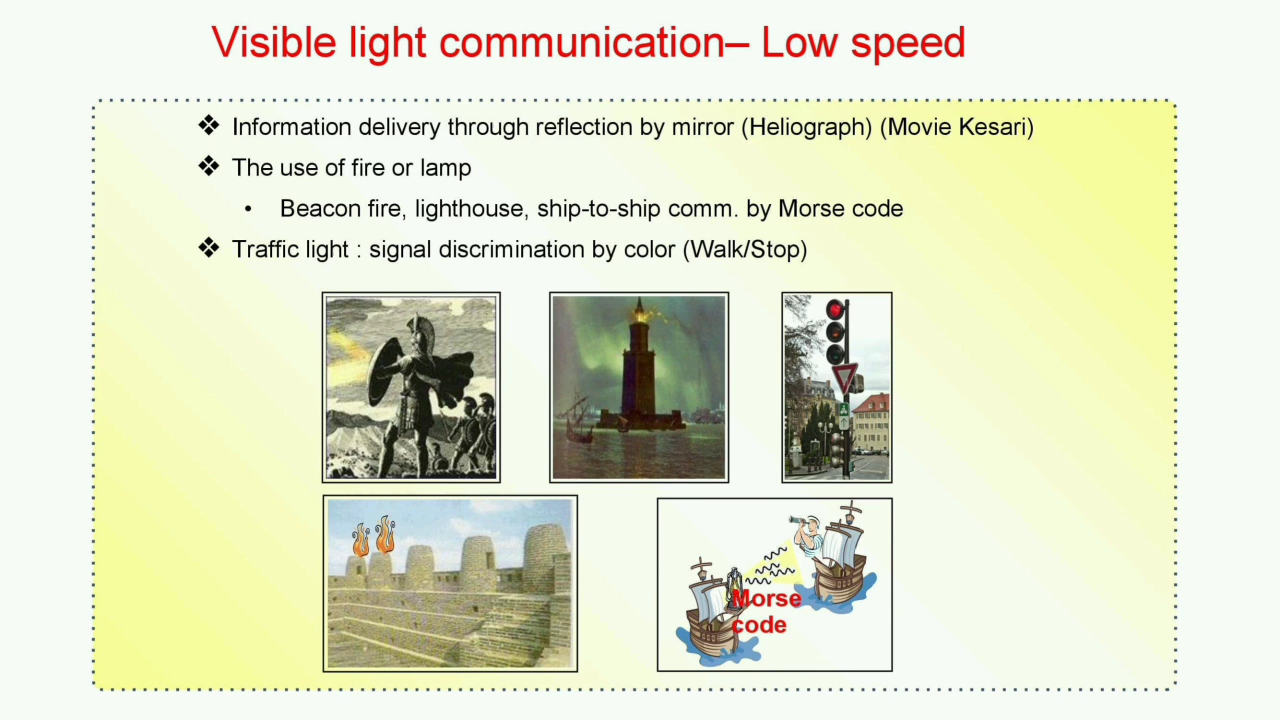 Visible light communication– Low speed
❖ Information delivery through reflection by mirror (Heliograph) (Movie Kesari)
❖ The use of fire or lamp
• Beacon fire, lighthouse, ship-to-ship comm. by Morse code
❖ Traffic light : signal discrimination by color (Walk/Stop)
Morse
code